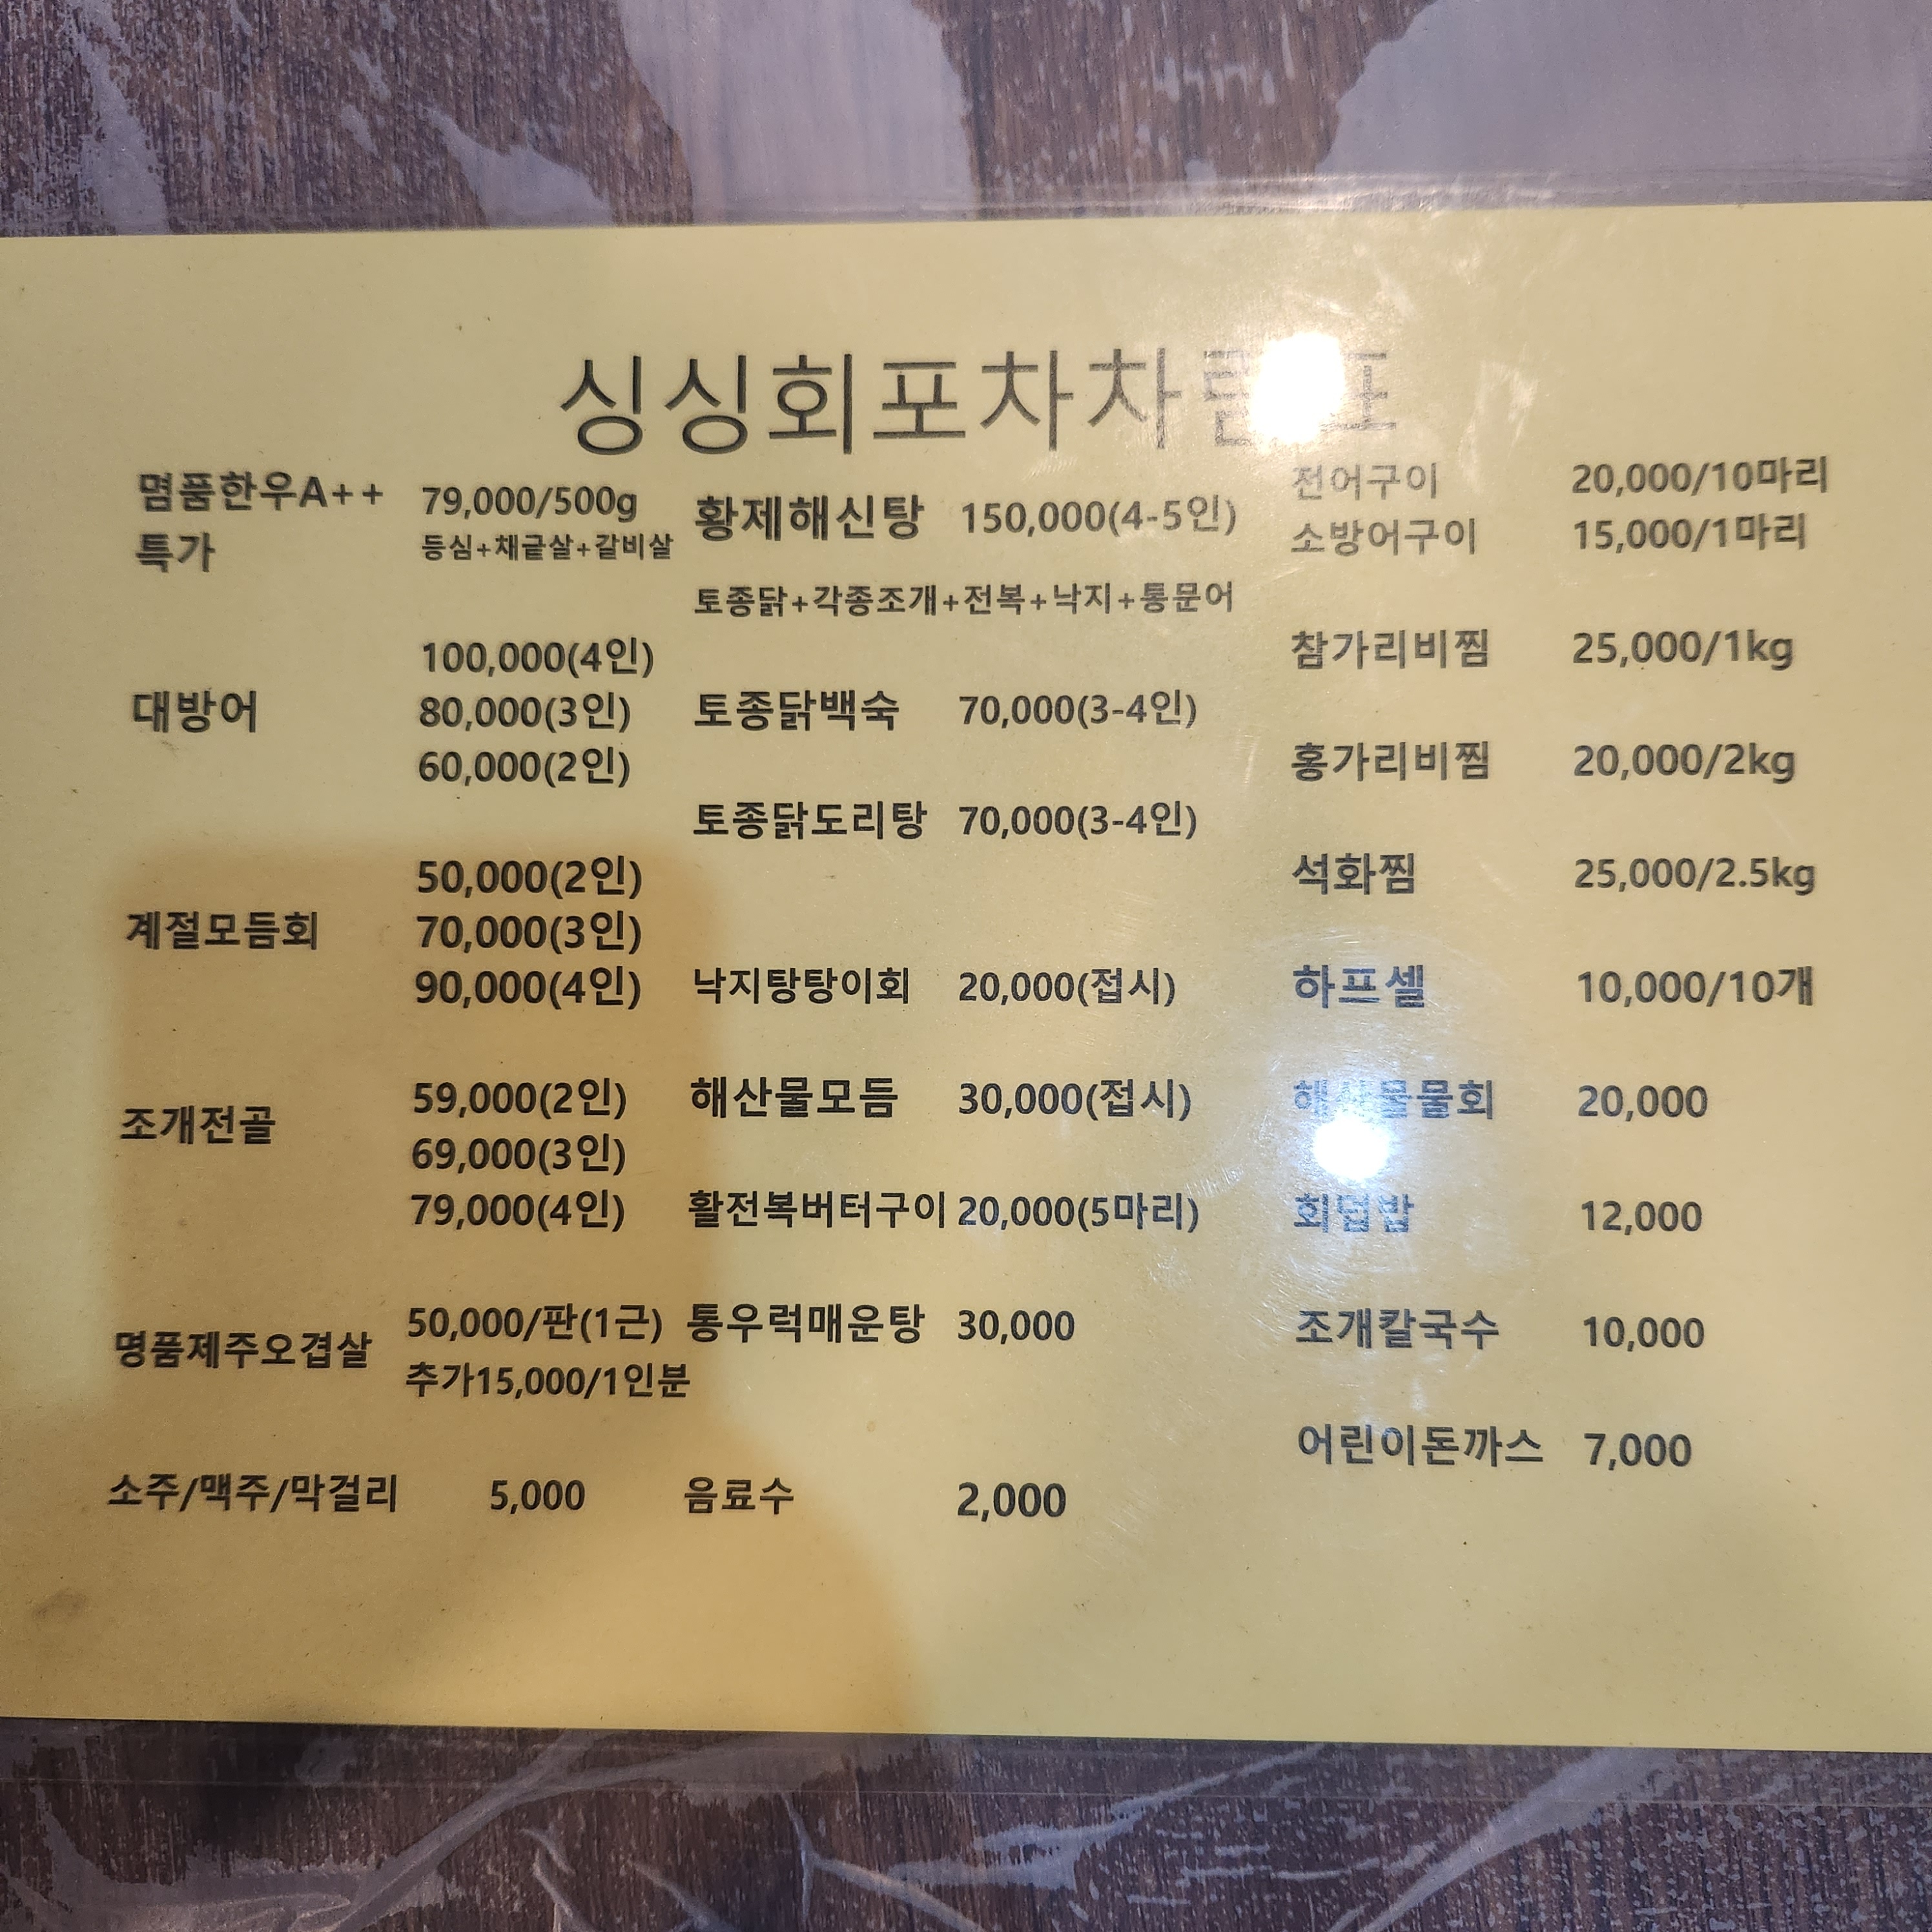 싱싱회포차차림표
명품한우A++ 79,000/500g
특가 등심+채긑살+갈비살
대방어 100,000(4인)
80,000(3인)
60,000(2인)
계절모듬회 50,000(2인)
70,000(3인)
90,000(4인)
조개전골 59,000(2인)
69,000(3인)
79,000(4인)
명품제주오겹살 50,000/판(1근)
추가15,000/1인분
소주/맥주/막걸리 5,000
황제해신탕 150,000(4-5인)
토종닭+각종조개+전복+낙지+통문어
토종닭백숙 70,000(3-4인)
토종닭도리탕 70,000(3-4인)
낙지탕탕이회 20,000(접시)
해산물모듬 30,000(접시)
활전복버터구이 20,000(5마리)
통우럭매운탕 30,000
음료수 2,000
전어구이 20,000/10마리
소방어구이 15,000/1마리
참가리비찜 25,000/1kg
홍가리비찜 20,000/2kg
석화찜 25,000/2.5kg
하프셀 10,000/10개
해산물물회 20,000
회덮밥 12,000
조개칼국수 10,000
어린이돈까스 7,000